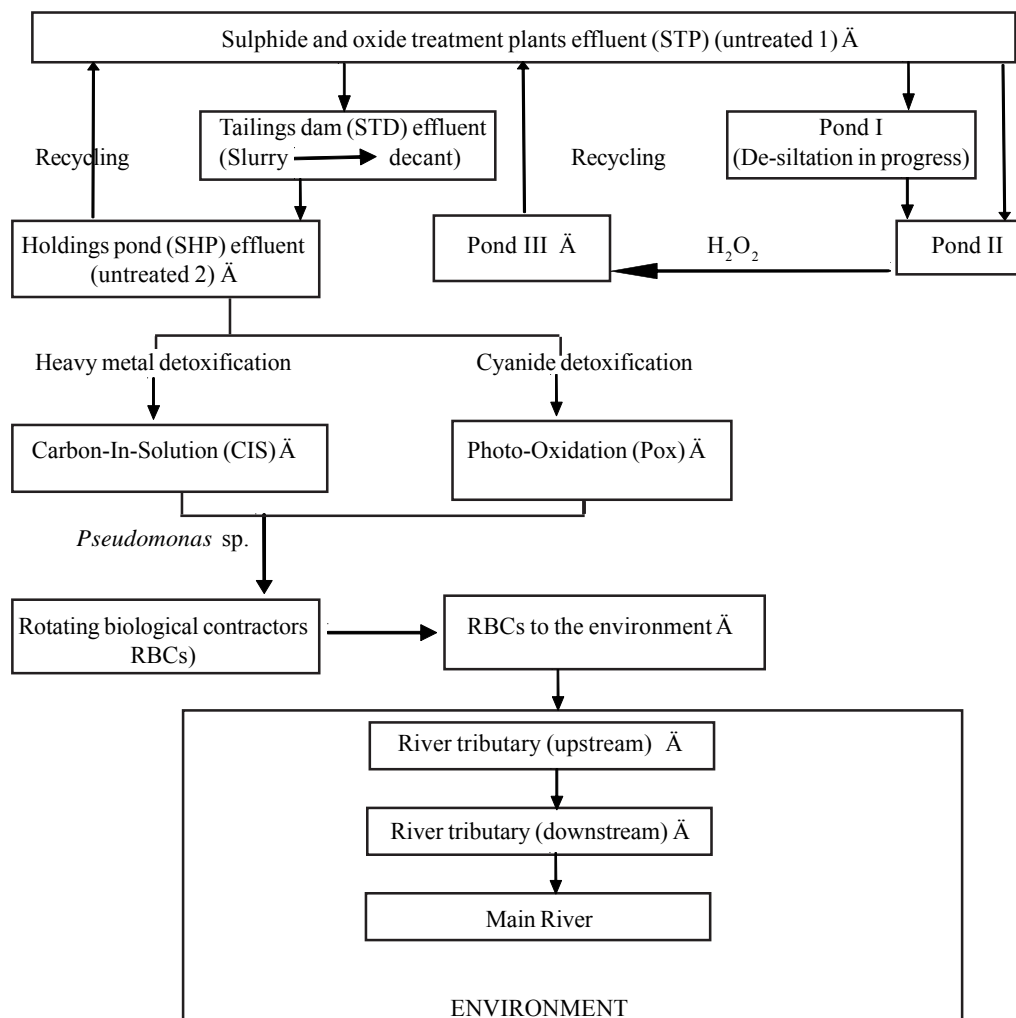 Sulphide and oxide treatment plants effluent (STP) (untreated 1) Ä
Tailings dam (STD) effluent
(Slurry decant)
Recycling
Recycling
Pond I
(De-siltation in progress)
Holdings pond (SHP) effluent
(untreated 2) Ä
Pond III Ä
H₂O₂
Pond II
Heavy metal detoxification
Cyanide detoxification
Carbon-In-Solution (CIS) Ä
Photo-Oxidation (Pox) Ä
Pseudomonas sp.
Rotating biological contractors
RBCs)
RBCs to the environment Ä
River tributary (upstream) Ä
River tributary (downstream) Ä
Main River
ENVIRONMENT